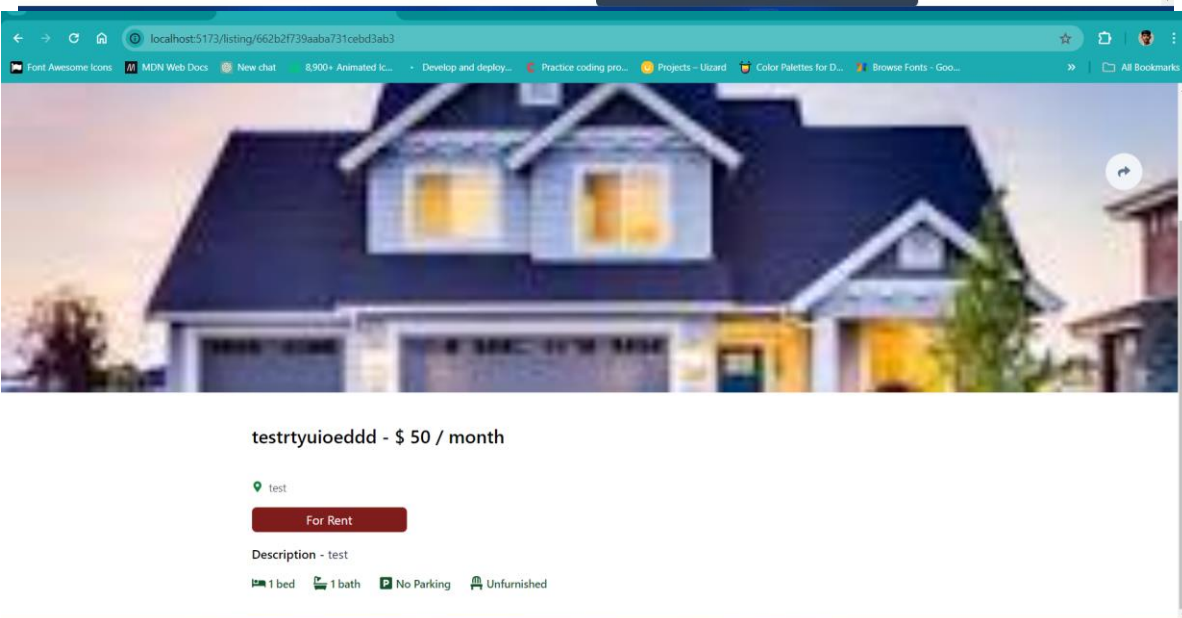 localhost:5173/listing/662b2f739aaba731cebd3ab3
Font Awesome Icons MDN Web Docs New chat 8,900+ Animated Ic... Develop and deploy... Practice coding pro... Projects – Uizard Color Palettes for D... Browse Fonts - Goo... » All Bookmarks
testrtyuioeddd - $ 50 / month
test
For Rent
Description - test
1 bed 1 bath P No Parking Unfurnished